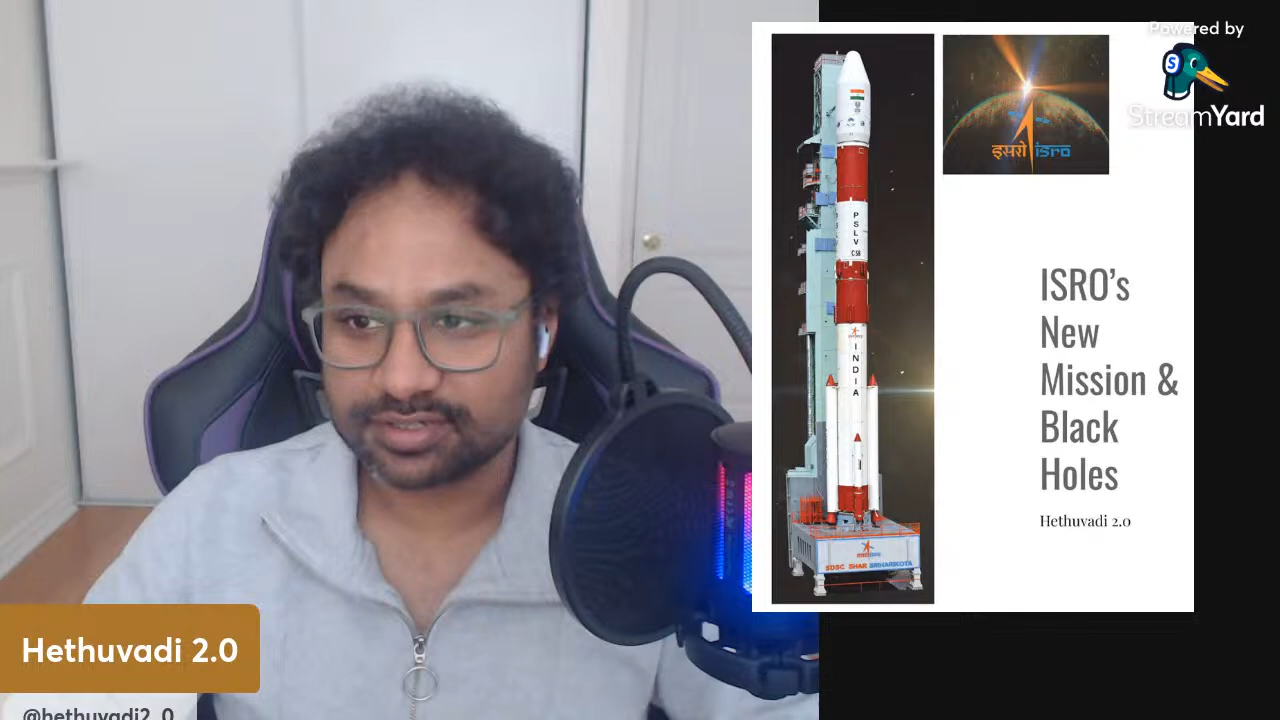 Powered by
StreamYard
इसरो isro
PSLV
C58
INDIA
SDSC SHAR SRIHARIKOTA
ISRO's
New
Mission &
Black
Holes
Hethuvadi 2.0
Hethuvadi 2.0
@hethuvadi2_0